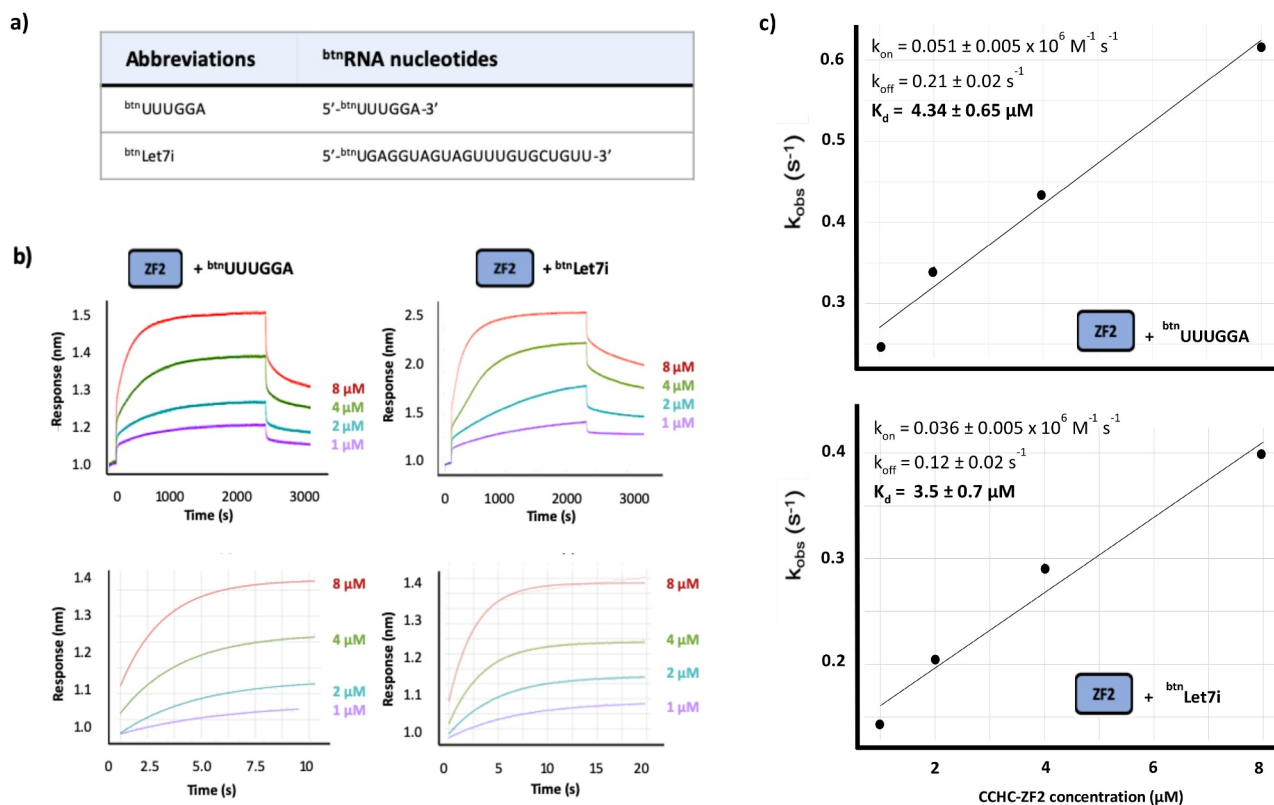 a)
Abbreviations btnRNA nucleotides
btnUUUGGA 5′-btnUUUGGA-3′
btnLet7i 5′-btnUGAGGUAGUAGUUUGUGCUGUU-3′
b)
ZF2 + btnUUUGGA
Response (nm)
1.5
1.4
1.3
1.2
1.0
8 µM
4 µM
2 µM
1 µM
0 1000 2000 3000
Time (s)
ZF2 + btnLet7i
Response (nm)
2.5
2.0
1.5
1.0
8 µM
4 µM
2 µM
1 µM
0 1000 2000 3000
Time (s)
Response (nm)
1.4
1.3
1.2
1.1
1.0
8 µM
4 µM
2 µM
1 µM
0 2.5 5.0 7.5 10
Time (s)
Response (nm)
1.4
1.3
1.2
1.1
1.0
8 µM
4 µM
2 µM
1 µM
0 5 10 15 20
Time (s)
c)
kon = 0.051 ± 0.005 x 10⁶ M⁻¹ s⁻¹
koff = 0.21 ± 0.02 s⁻¹
Kd = 4.34 ± 0.65 µM
kobs (s⁻¹)
0.6
0.5
0.4
0.3
ZF2 + btnUUUGGA
kon = 0.036 ± 0.005 x 10⁶ M⁻¹ s⁻¹
koff = 0.12 ± 0.02 s⁻¹
Kd = 3.5 ± 0.7 µM
kobs (s⁻¹)
0.4
0.3
0.2
ZF2 + btnLet7i
2 4 6 8
CCHC-ZF2 concentration (µM)